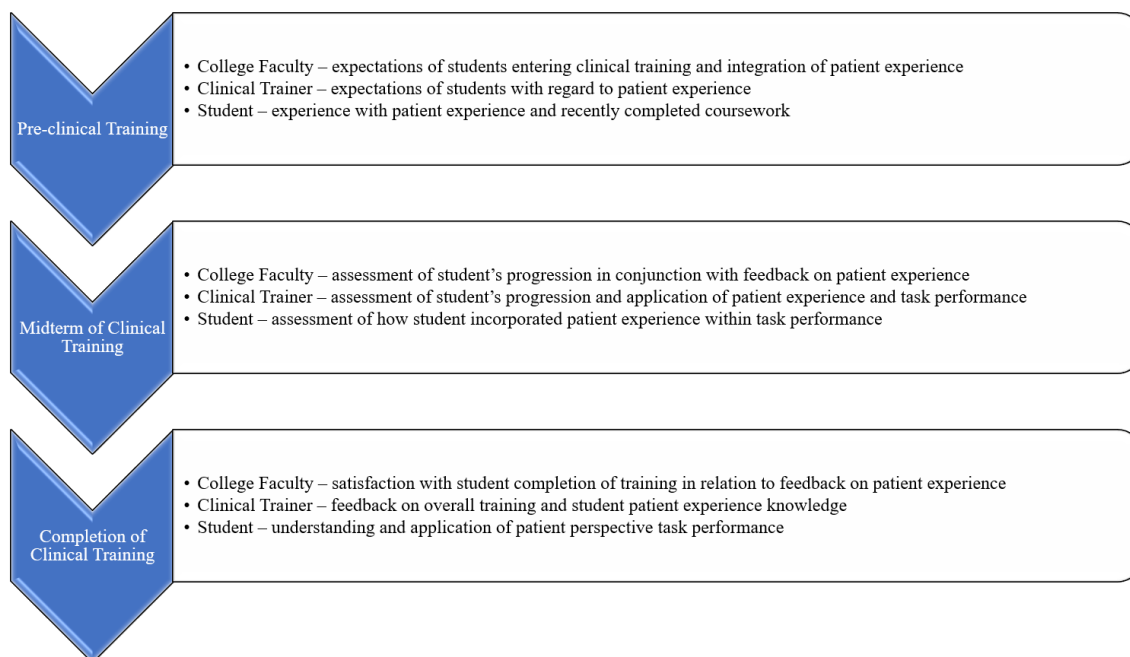 Pre-clinical Training
• College Faculty – expectations of students entering clinical training and integration of patient experience
• Clinical Trainer – expectations of students with regard to patient experience
• Student – experience with patient experience and recently completed coursework
Midterm of Clinical
Training
• College Faculty – assessment of student’s progression in conjunction with feedback on patient experience
• Clinical Trainer – assessment of student’s progression and application of patient experience and task performance
• Student – assessment of how student incorporated patient experience within task performance
Completion of
Clinical Training
• College Faculty – satisfaction with student completion of training in relation to feedback on patient experience
• Clinical Trainer – feedback on overall training and student patient experience knowledge
• Student – understanding and application of patient perspective task performance